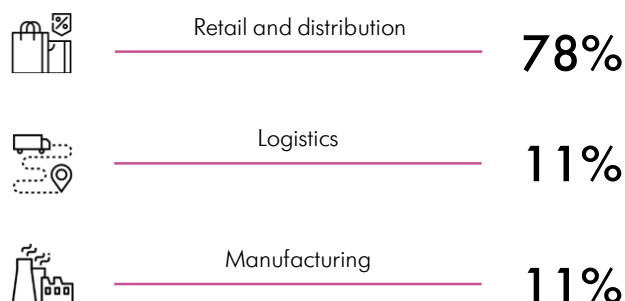 Retail and distribution
78%
Logistics
11%
Manufacturing
11%